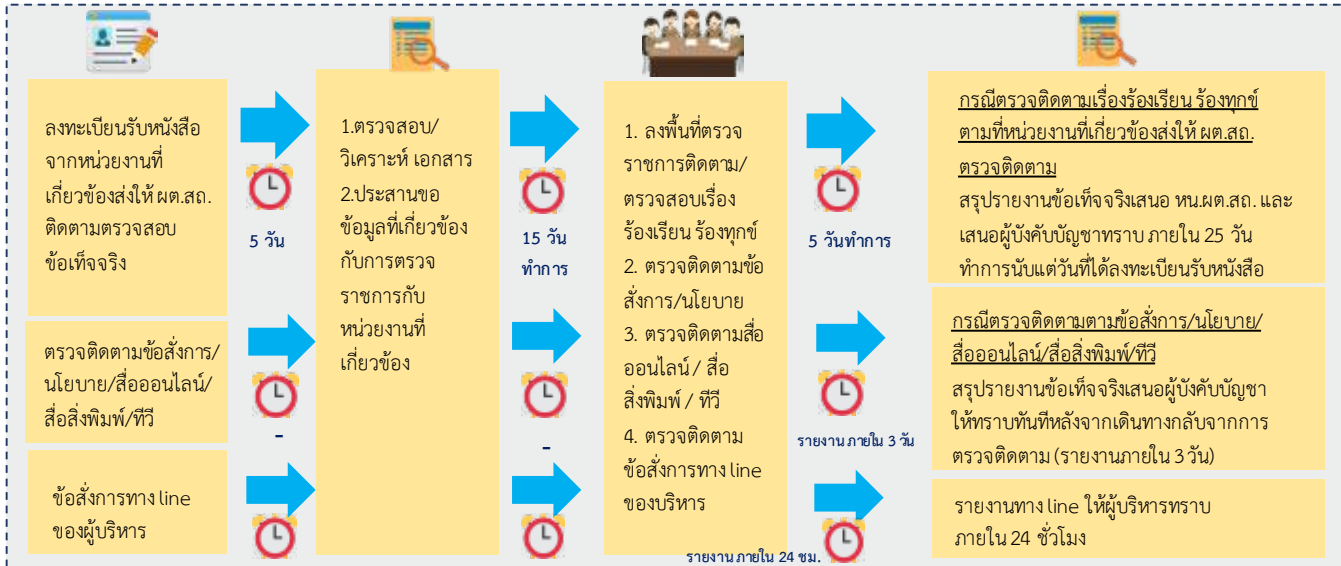 ลงทะเบียนรับหนังสือ
จากหน่วยงานที่
เกี่ยวข้องส่งให้ ผต.สถ.
ติดตามตรวจสอบ
ข้อเท็จจริง
5 วัน
1.ตรวจสอบ/
วิเคราะห์ เอกสาร
2.ประสานขอ
ข้อมูลที่เกี่ยวข้อง
กับการตรวจ
ราชการกับ
หน่วยงานที่
เกี่ยวข้อง
15 วัน
ทำการ
1. ลงพื้นที่ตรวจ
ราชการติดตาม/
ตรวจสอบเรื่อง
ร้องเรียน ร้องทุกข์
2. ตรวจติดตามข้อ
สั่งการ/นโยบาย
3. ตรวจติดตามสื่อ
ออนไลน์ / สื่อ
สิ่งพิมพ์ / ทีวี
4. ตรวจติดตาม
ข้อสั่งการทาง line
ของบริหาร
5 วันทำการ
กรณีตรวจติดตามเรื่องร้องเรียน ร้องทุกข์
ตามที่หน่วยงานที่เกี่ยวข้องส่งให้ ผต.สถ.
ตรวจติดตาม
สรุปรายงานข้อเท็จจริงเสนอ หน.ผต.สถ. และ
เสนอผู้บังคับบัญชาทราบ ภายใน 25 วัน
ทำการนับแต่วันที่ได้ลงทะเบียนรับหนังสือ
ตรวจติดตามข้อสั่งการ/
นโยบาย/สื่อออนไลน์/
สื่อสิ่งพิมพ์/ทีวี
-
-
รายงาน ภายใน 3 วัน
กรณีตรวจติดตามตามข้อสั่งการ/นโยบาย/
สื่อออนไลน์/สื่อสิ่งพิมพ์/ทีวี
สรุปรายงานข้อเท็จจริงเสนอผู้บังคับบัญชา
ให้ทราบทันทีหลังจากเดินทางกลับจากการ
ตรวจติดตาม (รายงานภายใน 3 วัน)
ข้อสั่งการทาง line
ของผู้บริหาร
รายงาน ภายใน 24 ชม.
รายงานทาง line ให้ผู้บริหารทราบ
ภายใน 24 ชั่วโมง